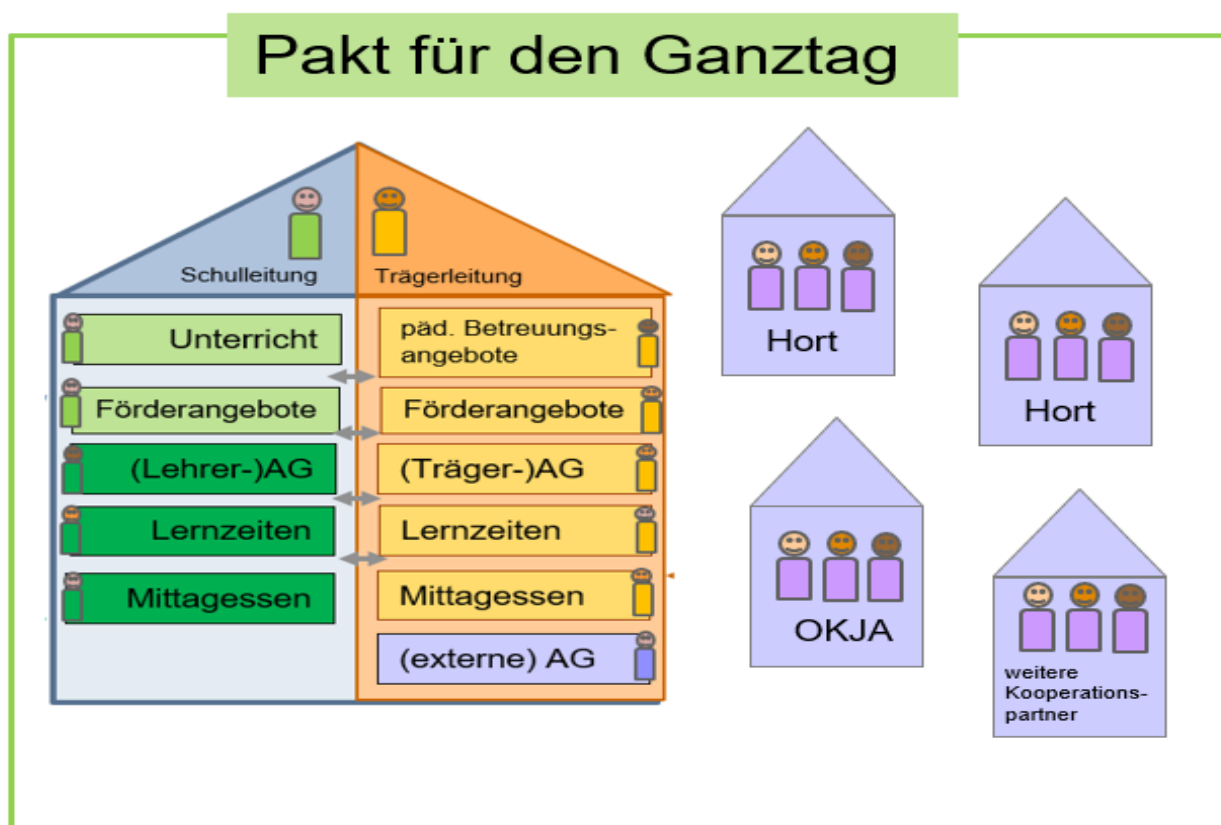 Pakt für den Ganztag
Schulleitung
Trägerleitung
Unterricht
päd. Betreuungs-
angebote
Förderangebote
Förderangebote
(Lehrer-)AG
(Träger-)AG
Lernzeiten
Lernzeiten
Mittagessen
Mittagessen
(externe) AG
Hort
Hort
OKJA
weitere
Kooperations-
partner